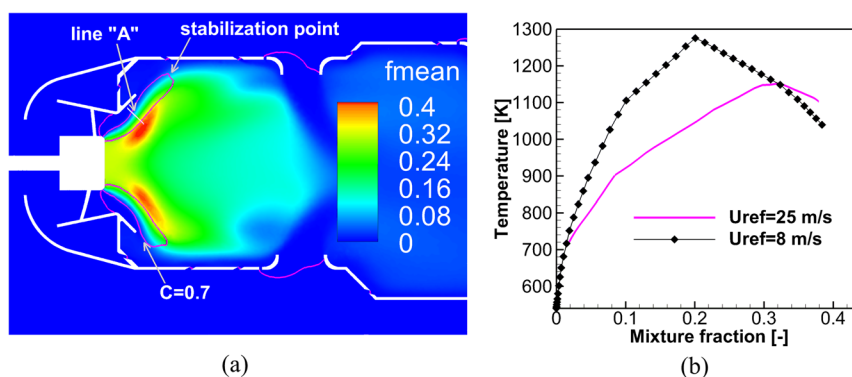 line "A"
stabilization point
fmean
0.4
0.32
0.24
0.16
0.08
0
C=0.7
(a)
1300
1200
1100
1000
900
800
700
600
Temperature [K]
Uref=25 m/s
Uref=8 m/s
0
0.1
0.2
0.3
0.4
Mixture fraction [-]
(b)